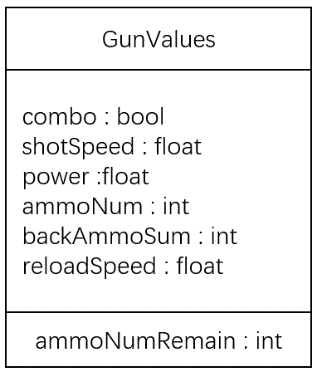 GunValues
combo : bool
shotSpeed : float
power :float
ammoNum : int
backAmmoSum : int
reloadSpeed : float
ammoNumRemain : int